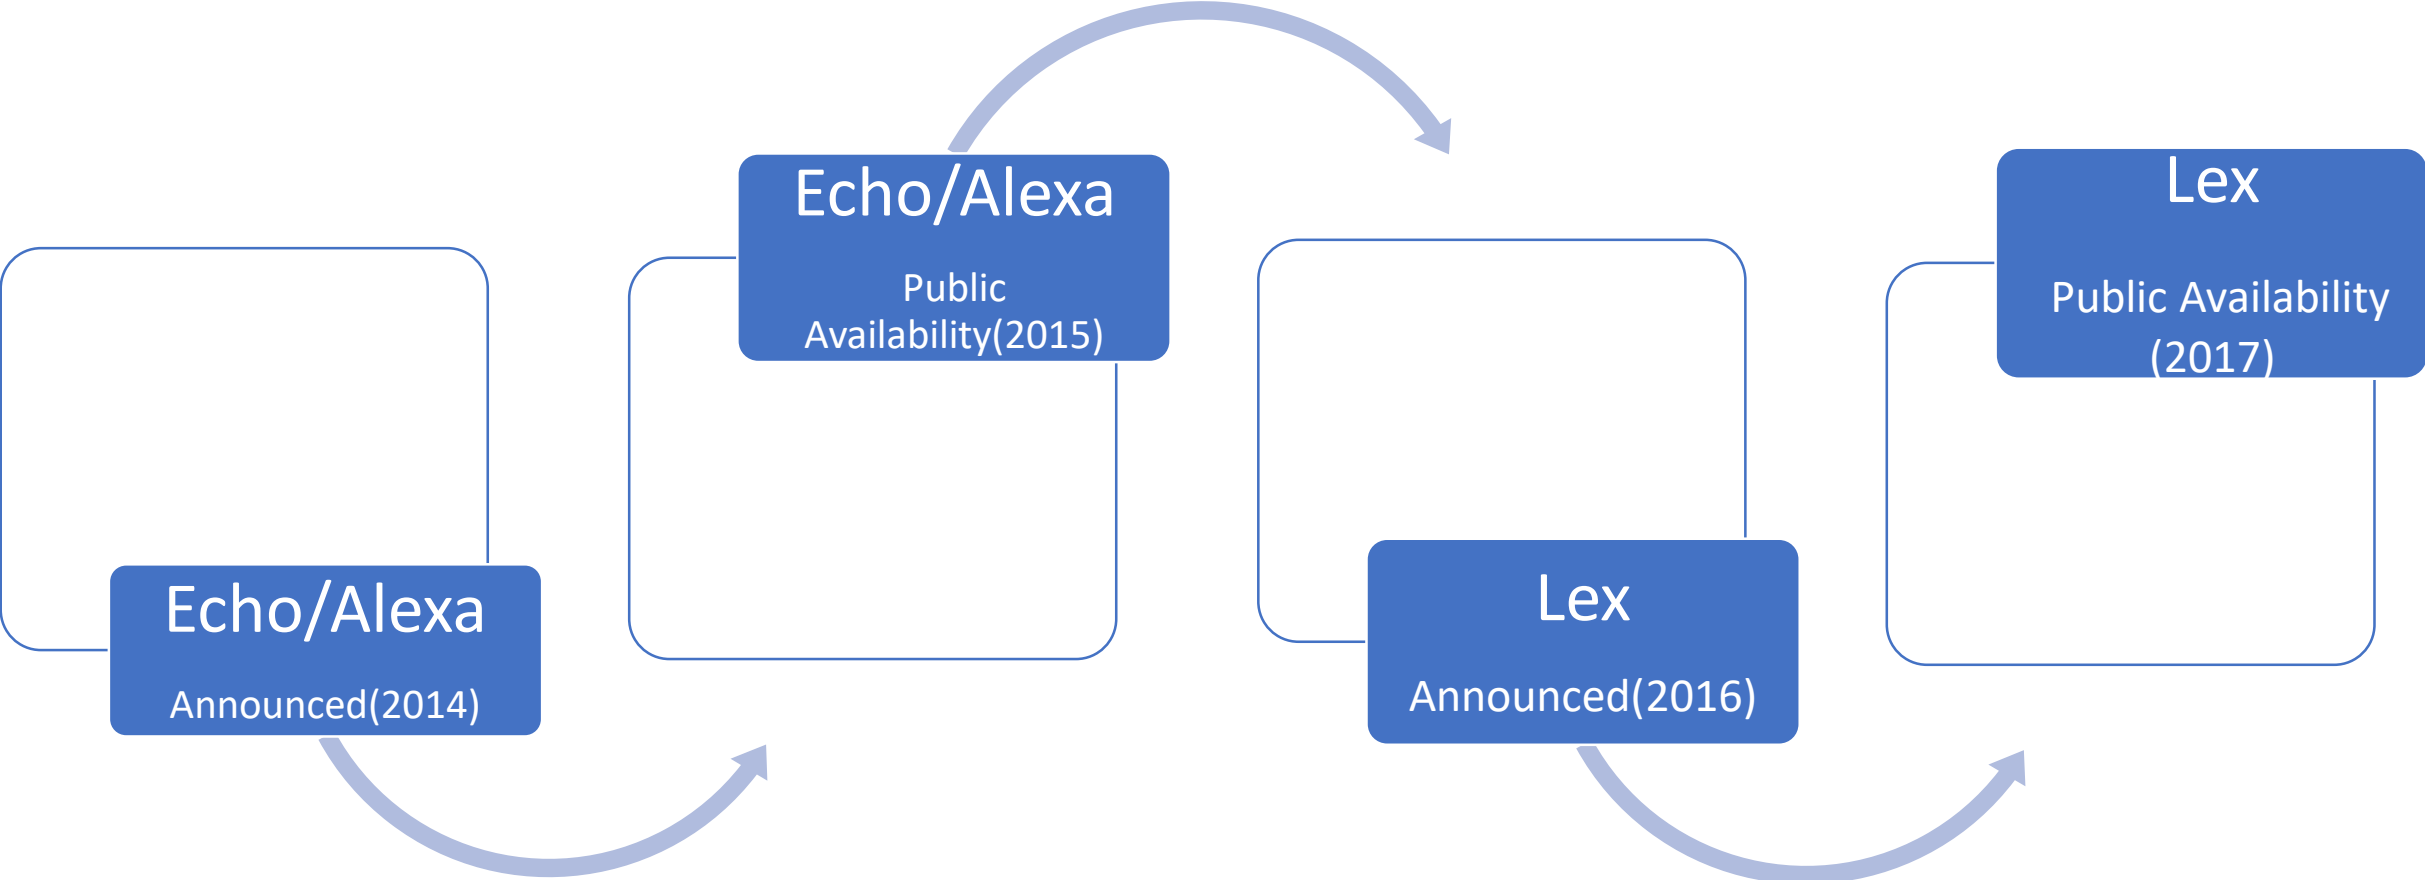 Echo/Alexa
Announced(2014)
Echo/Alexa
Public
Availability(2015)
Lex
Announced(2016)
Lex
Public Availability
(2017)